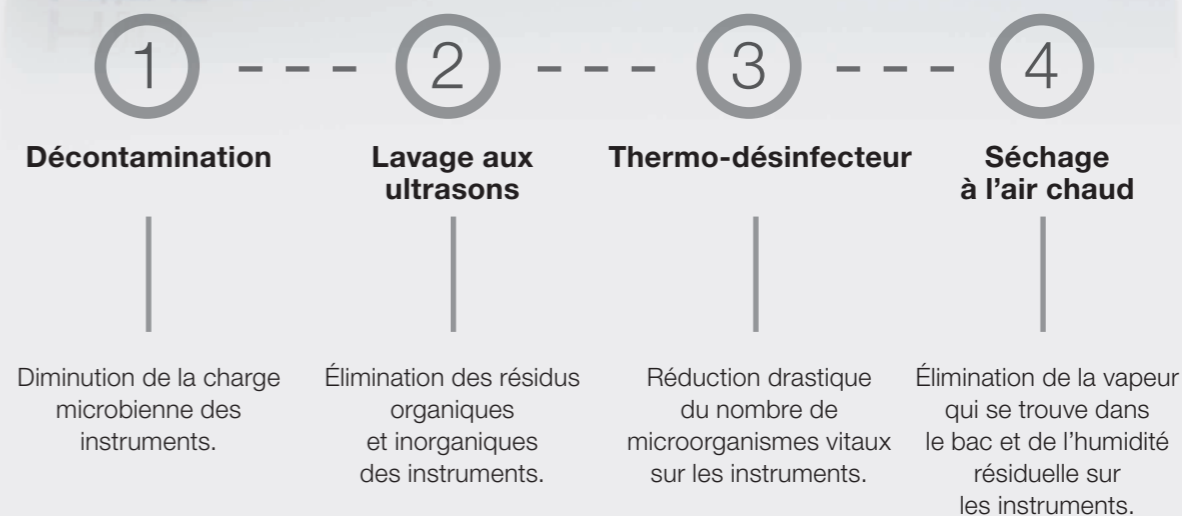 1
2
3
4
Décontamination
Lavage aux
ultrasons
Thermo-désinfecteur
Séchage
à l’air chaud
Diminution de la charge
microbienne des
instruments.
Élimination des résidus
organiques
et inorganiques
des instruments.
Réduction drastique
du nombre de
microorganismes vitaux
sur les instruments.
Élimination de la vapeur
qui se trouve dans
le bac et de l’humidité
résiduelle sur
les instruments.